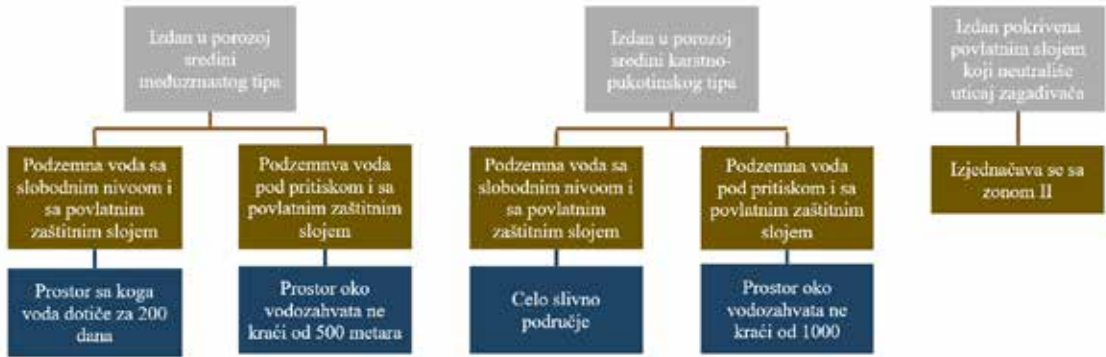 Izdan u porozoj
sredini
međuzrnastog tipa
Podzemna voda sa
slobodnim nivoom i
sa povlatnim
zaštitnim slojem
Prostor sa koga
voda dotiče za 200
dana
Podzemnva voda
pod pritiskom i sa
povlatnim zaštitnim
slojem
Prostor oko
vodozahvata ne
kraći od 500 metara
Izdan u porozoj
sredini karstno-
pukotinskog tipa
Podzemna voda sa
slobodnim nivoom i
sa povlatnim
zaštitnim slojem
Celo slivno
područje
Podzemna voda
pod pritiskom i sa
povlatnim zaštitnim
slojem
Prostor oko
vodozahvata ne
kraći od 1000
Izdan pokrivena
povlatnim slojem
koji neutrališe
uticaj zagađivača
Izjednačava se sa
zonom II